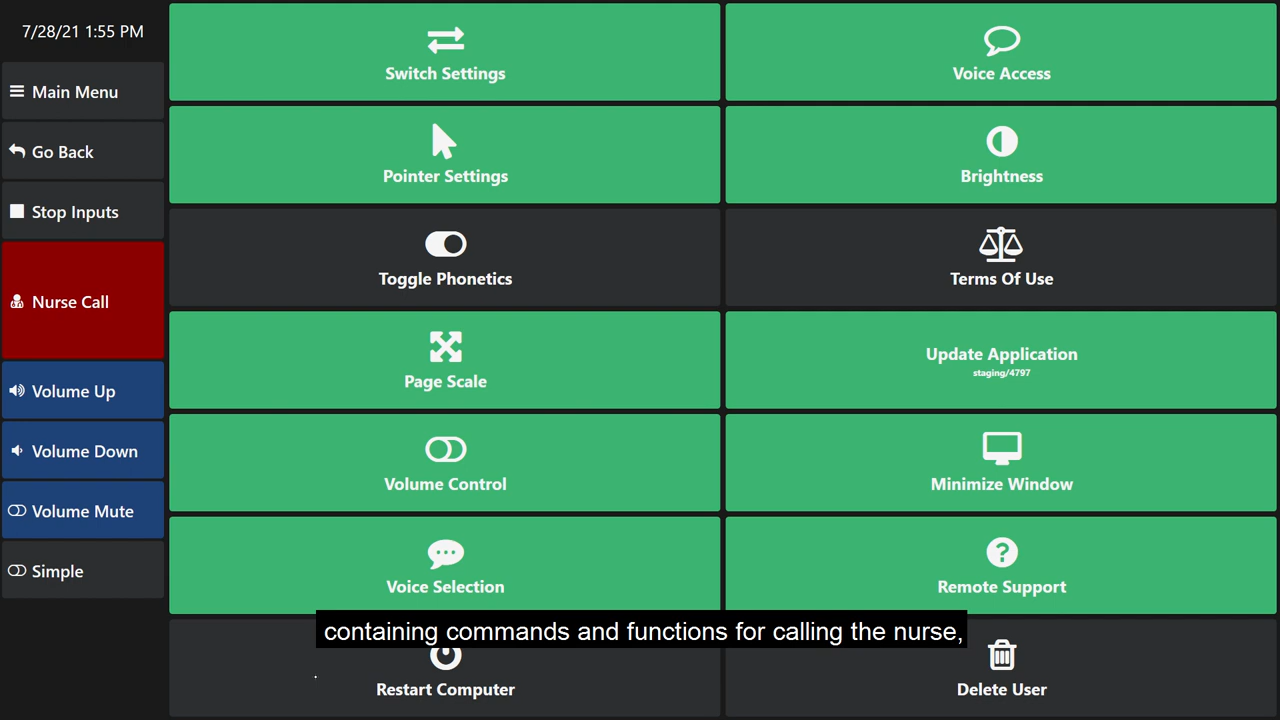 7/28/21 1:55 PM
Main Menu
Go Back
Stop Inputs
Nurse Call
Volume Up
Volume Down
Volume Mute
Simple
Switch Settings
Voice Access
Pointer Settings
Brightness
Toggle Phonetics
Terms Of Use
Page Scale
Update Application
staging/4797
Volume Control
Minimize Window
Voice Selection
Remote Support
containing commands and functions for calling the nurse,
Restart Computer
Delete User